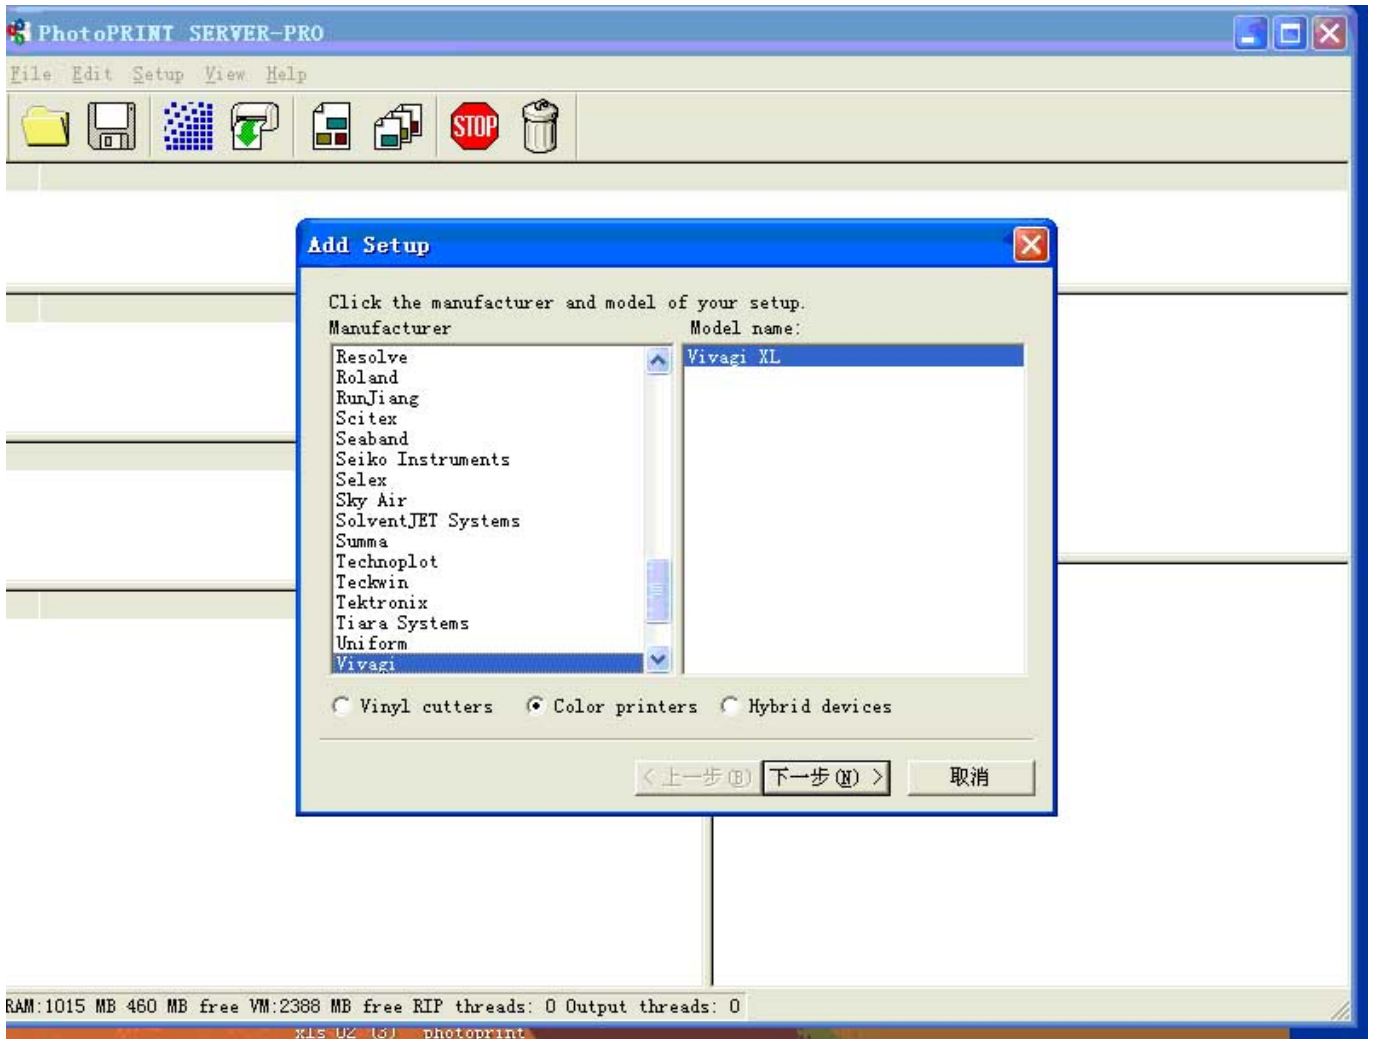 PhotoPRINT SERVER-PRO
File Edit Setup View Help
STOP
Add Setup
Click the manufacturer and model of your setup.
Manufacturer Model name:
Resolve Vivagi XL
Roland
RunJiang
Scitex
Seaband
Seiko Instruments
Selex
Sky Air
SolventJET Systems
Summa
Technoplot
Teckwin
Tektronix
Tiara Systems
Uniform
Vivagi
Vinyl cutters Color printers Hybrid devices
< 上一步(B) 下一步(N) > 取消
RAM:1015 MB 460 MB free VM:2388 MB free RIP threads: 0 Output threads: 0
xls 02 (3) photoprint